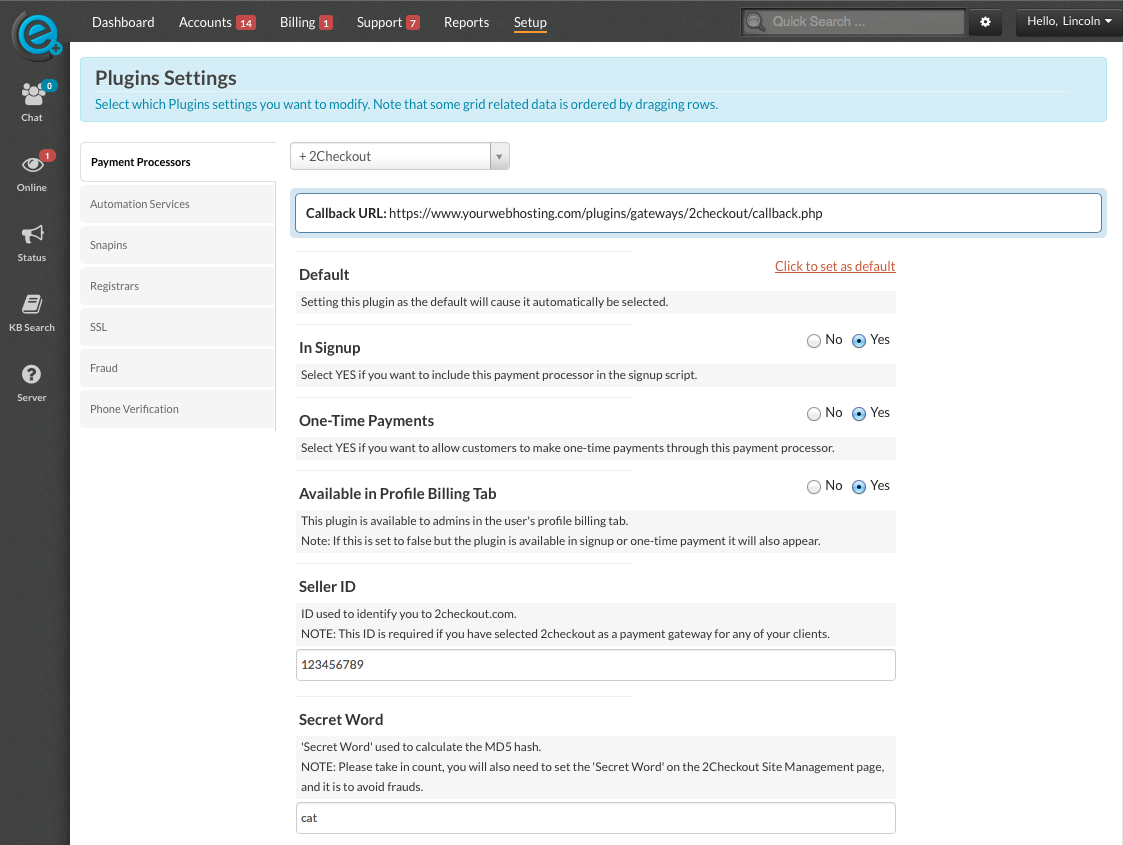 Dashboard Accounts 14 Billing 1 Support 7 Reports Setup Quick Search ... Hello, Lincoln
0
Chat
1
Online
Status
KB Search
Server
Plugins Settings
Select which Plugins settings you want to modify. Note that some grid related data is ordered by dragging rows.
Payment Processors
Automation Services
Snapins
Registrars
SSL
Fraud
Phone Verification
+ 2Checkout
Callback URL: https://www.yourwebhosting.com/plugins/gateways/2checkout/callback.php
Default
Click to set as default
Setting this plugin as the default will cause it automatically be selected.
In Signup
No Yes
Select YES if you want to include this payment processor in the signup script.
One-Time Payments
No Yes
Select YES if you want to allow customers to make one-time payments through this payment processor.
Available in Profile Billing Tab
No Yes
This plugin is available to admins in the user's profile billing tab.
Note: If this is set to false but the plugin is available in signup or one-time payment it will also appear.
Seller ID
ID used to identify you to 2checkout.com.
NOTE: This ID is required if you have selected 2checkout as a payment gateway for any of your clients.
123456789
Secret Word
'Secret Word' used to calculate the MD5 hash.
NOTE: Please take in count, you will also need to set the 'Secret Word' on the 2Checkout Site Management page,
and it is to avoid frauds.
cat